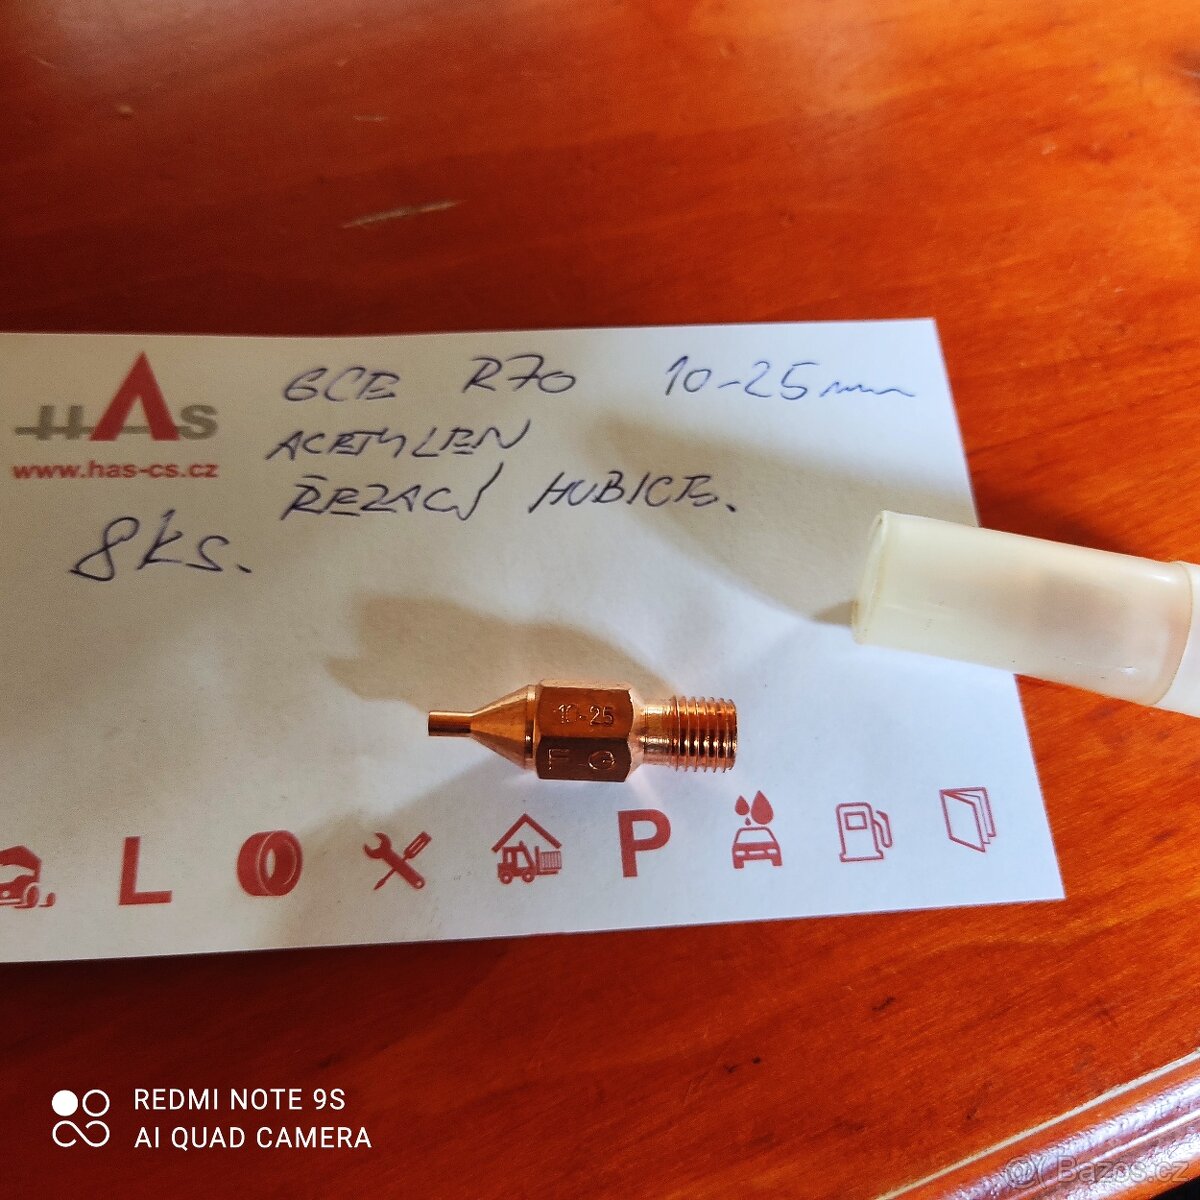 GCE R70 10-25mm
HAS
ACETYLEN
www.has-cs.cz
ŘEZACÍ HUBICE.
8ks.
10-25
F G
L P
REDMI NOTE 9S
AI QUAD CAMERA
Bazos.cz